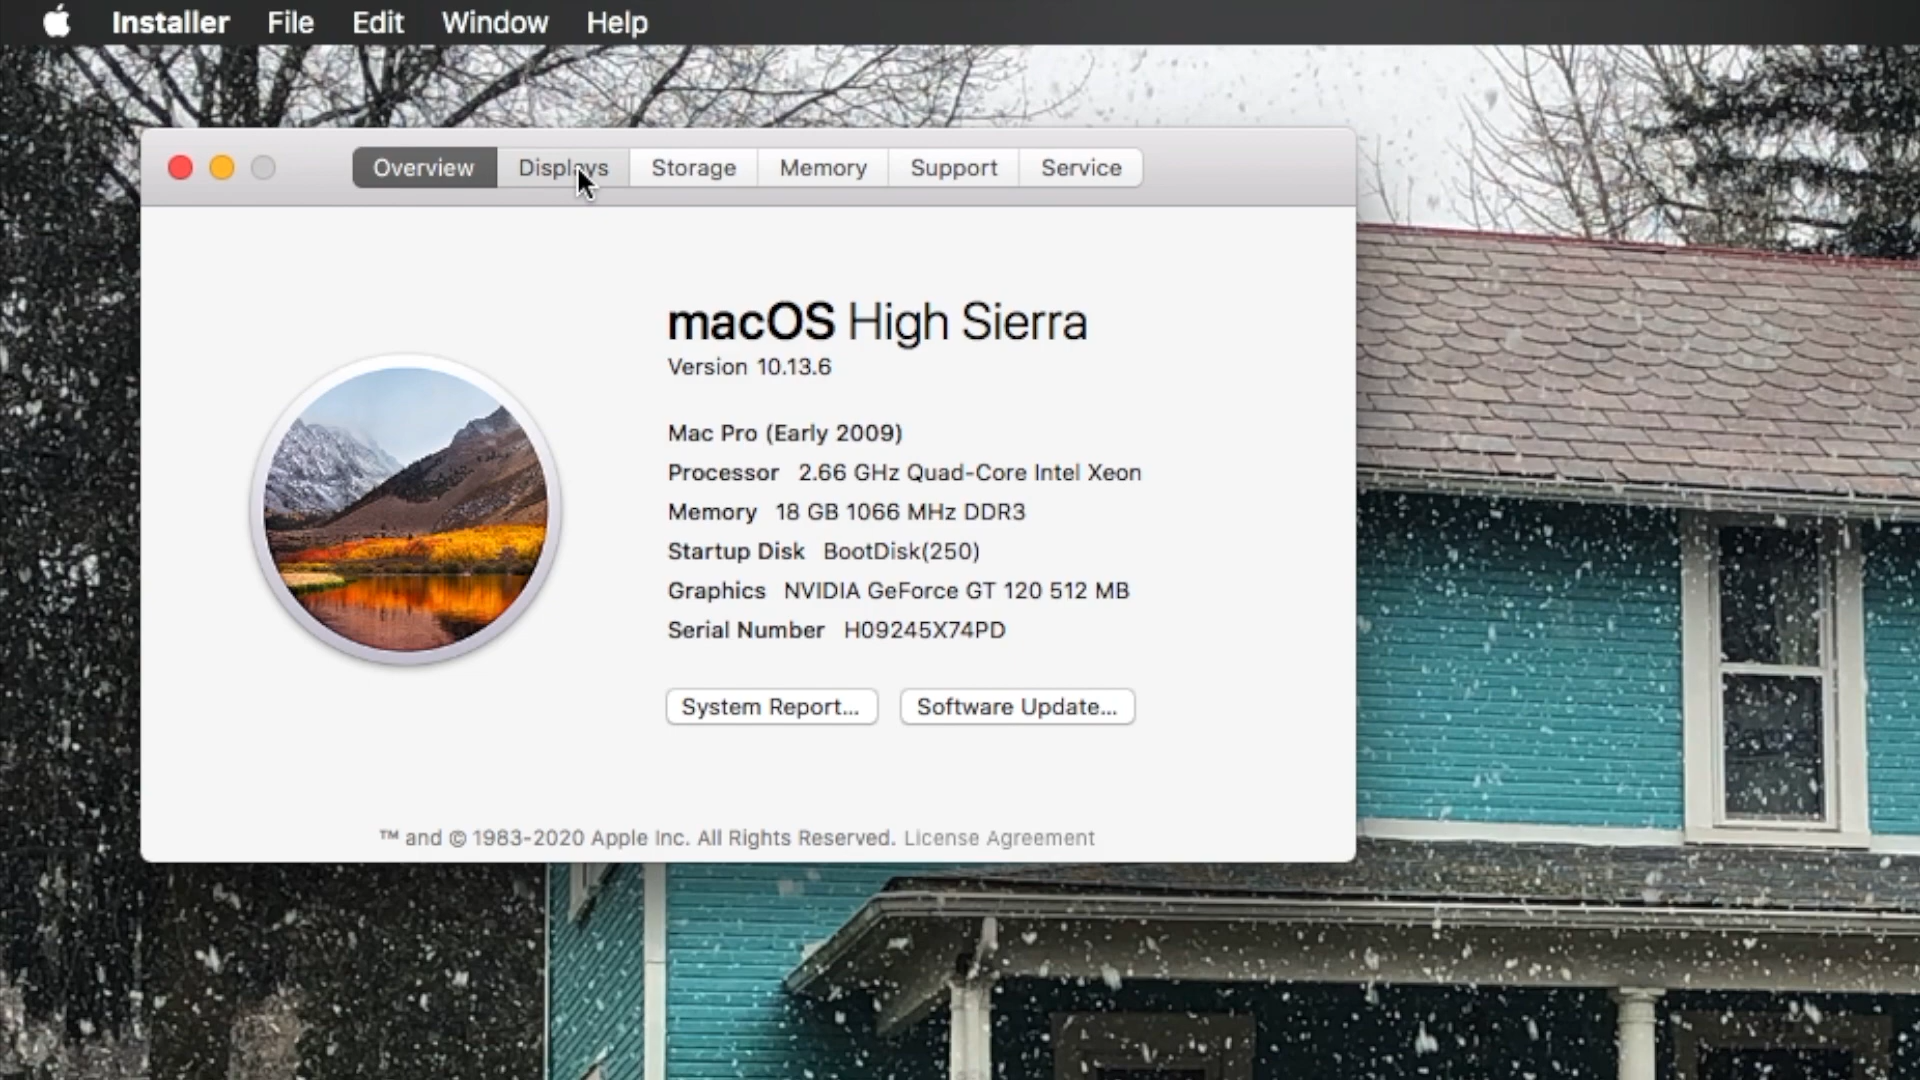 Installer File Edit Window Help
Overview Displays Storage Memory Support Service
macOS High Sierra
Version 10.13.6
Mac Pro (Early 2009)
Processor 2.66 GHz Quad-Core Intel Xeon
Memory 18 GB 1066 MHz DDR3
Startup Disk BootDisk(250)
Graphics NVIDIA GeForce GT 120 512 MB
Serial Number H09245X74PD
System Report... Software Update...
™ and © 1983-2020 Apple Inc. All Rights Reserved. License Agreement